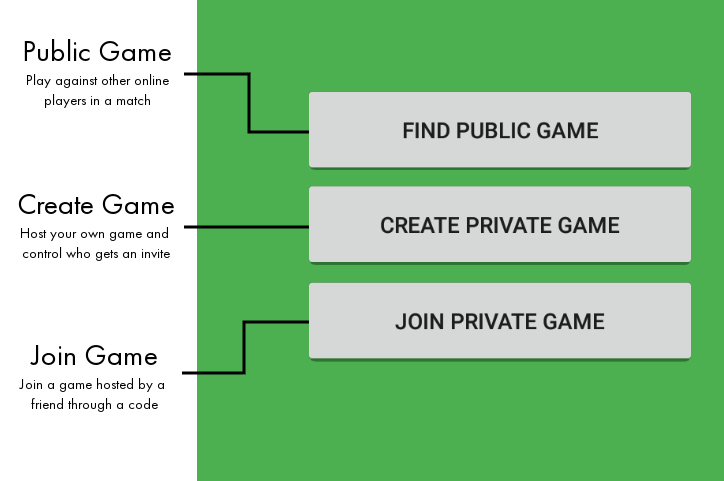 Public Game
Play against other online
players in a match
FIND PUBLIC GAME
Create Game
Host your own game and
control who gets an invite
CREATE PRIVATE GAME
Join Game
Join a game hosted by a
friend through a code
JOIN PRIVATE GAME